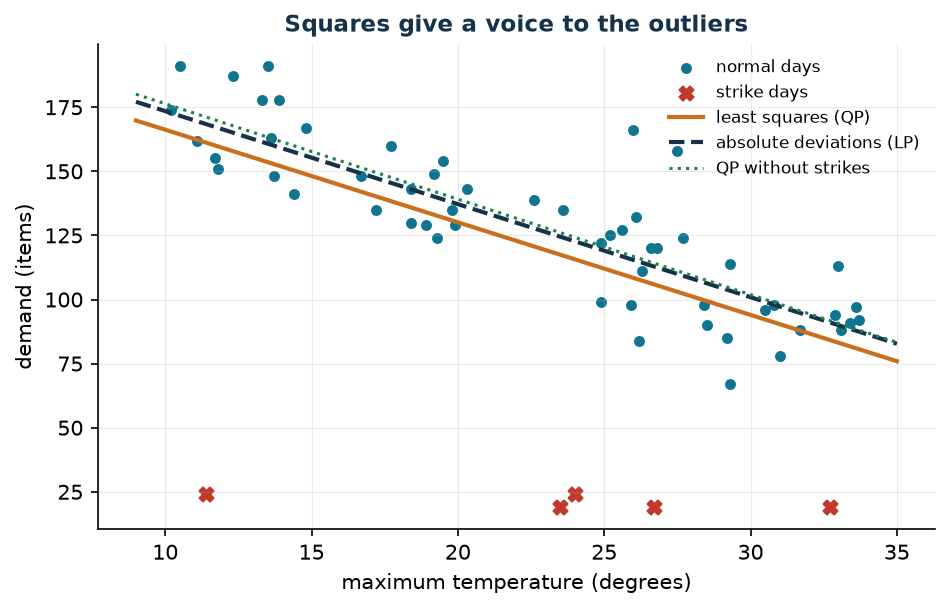 Squares give a voice to the outliers
normal days
strike days
least squares (QP)
absolute deviations (LP)
QP without strikes
demand (items)
175
150
125
100
75
50
25
10 15 20 25 30 35
maximum temperature (degrees)